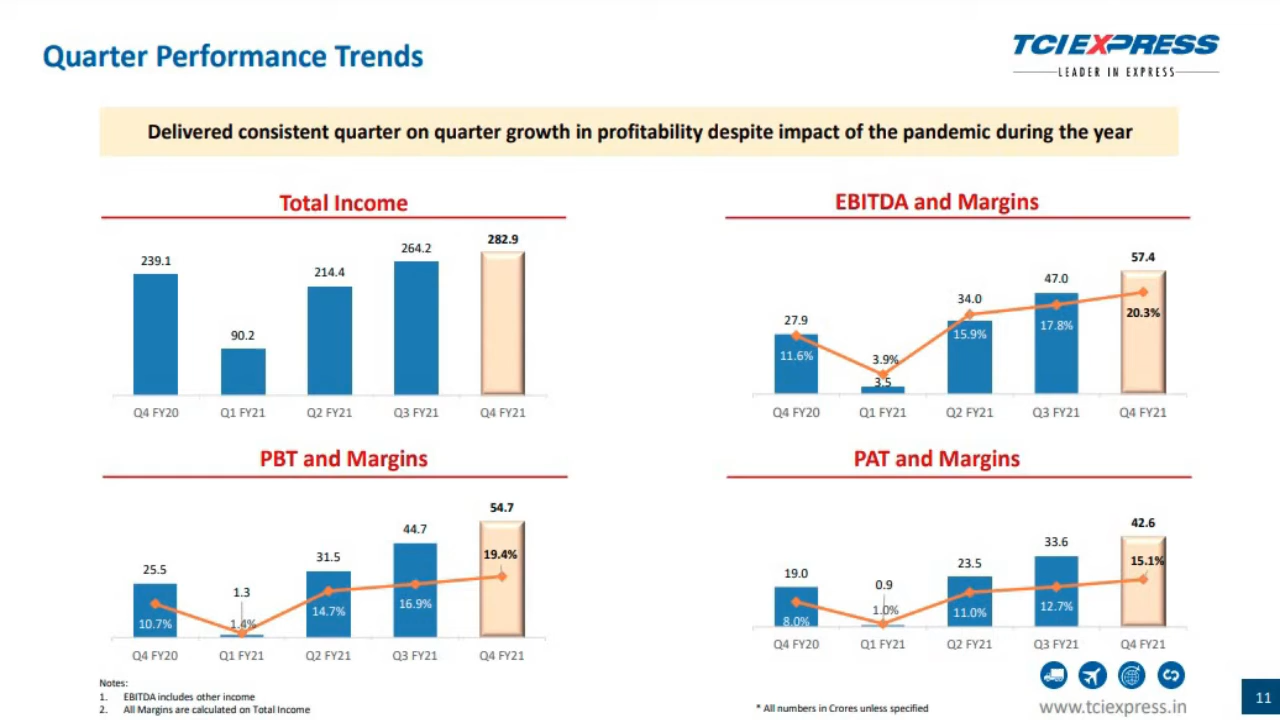 Quarter Performance Trends
TCIEXPRESS
LEADER IN EXPRESS
Delivered consistent quarter on quarter growth in profitability despite impact of the pandemic during the year
Total Income
239.1 90.2 214.4 264.2 282.9
Q4 FY20 Q1 FY21 Q2 FY21 Q3 FY21 Q4 FY21
EBITDA and Margins
27.9 3.5 34.0 47.0 57.4
11.6% 3.9% 15.9% 17.8% 20.3%
Q4 FY20 Q1 FY21 Q2 FY21 Q3 FY21 Q4 FY21
PBT and Margins
25.5 1.3 31.5 44.7 54.7
10.7% 1.4% 14.7% 16.9% 19.4%
Q4 FY20 Q1 FY21 Q2 FY21 Q3 FY21 Q4 FY21
PAT and Margins
19.0 0.9 23.5 33.6 42.6
8.0% 1.0% 11.0% 12.7% 15.1%
Q4 FY20 Q1 FY21 Q2 FY21 Q3 FY21 Q4 FY21
Notes:
1. EBITDA includes other income
2. All Margins are calculated on Total Income
* All numbers in Crores unless specified
www.tciexpress.in
11